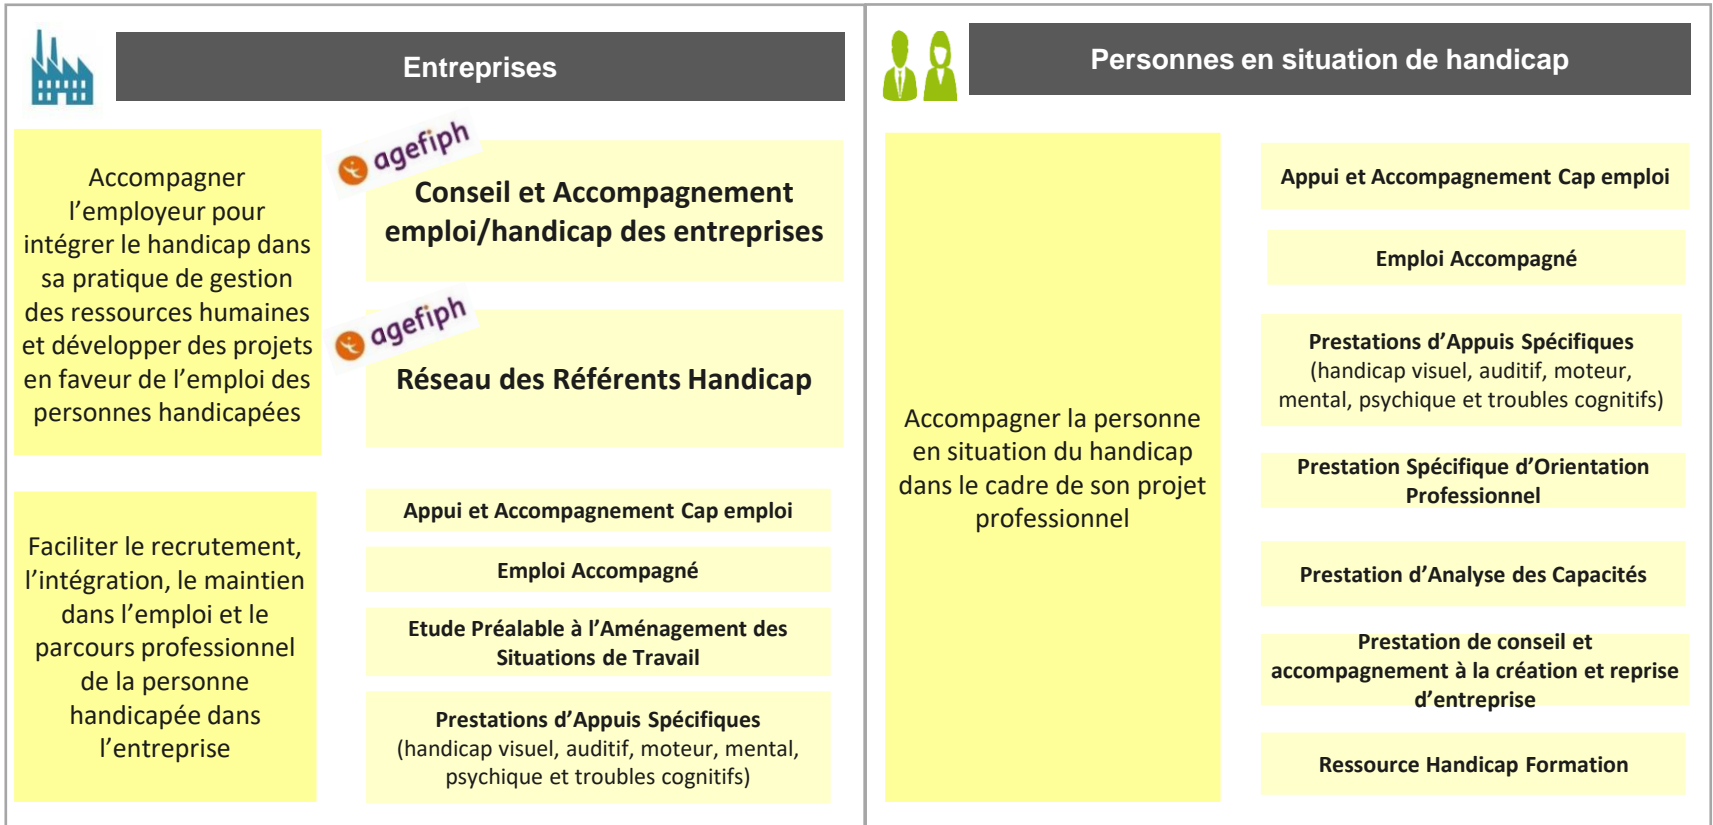 Entreprises
Accompagner
l’employeur pour
intégrer le handicap dans
sa pratique de gestion
des ressources humaines
et développer des projets
en faveur de l’emploi des
personnes handicapées
agefiph
Conseil et Accompagnement
emploi/handicap des entreprises
agefiph
Réseau des Référents Handicap
Faciliter le recrutement,
l’intégration, le maintien
dans l’emploi et le
parcours professionnel
de la personne
handicapée dans
l’entreprise
Appui et Accompagnement Cap emploi
Emploi Accompagné
Etude Préalable à l’Aménagement des
Situations de Travail
Prestations d’Appuis Spécifiques
(handicap visuel, auditif, moteur, mental,
psychique et troubles cognitifs)
Personnes en situation de handicap
Accompagner la personne
en situation du handicap
dans le cadre de son projet
professionnel
Appui et Accompagnement Cap emploi
Emploi Accompagné
Prestations d’Appuis Spécifiques
(handicap visuel, auditif, moteur,
mental, psychique et troubles cognitifs)
Prestation Spécifique d’Orientation
Professionnel
Prestation d’Analyse des Capacités
Prestation de conseil et
accompagnement à la création et reprise
d’entreprise
Ressource Handicap Formation